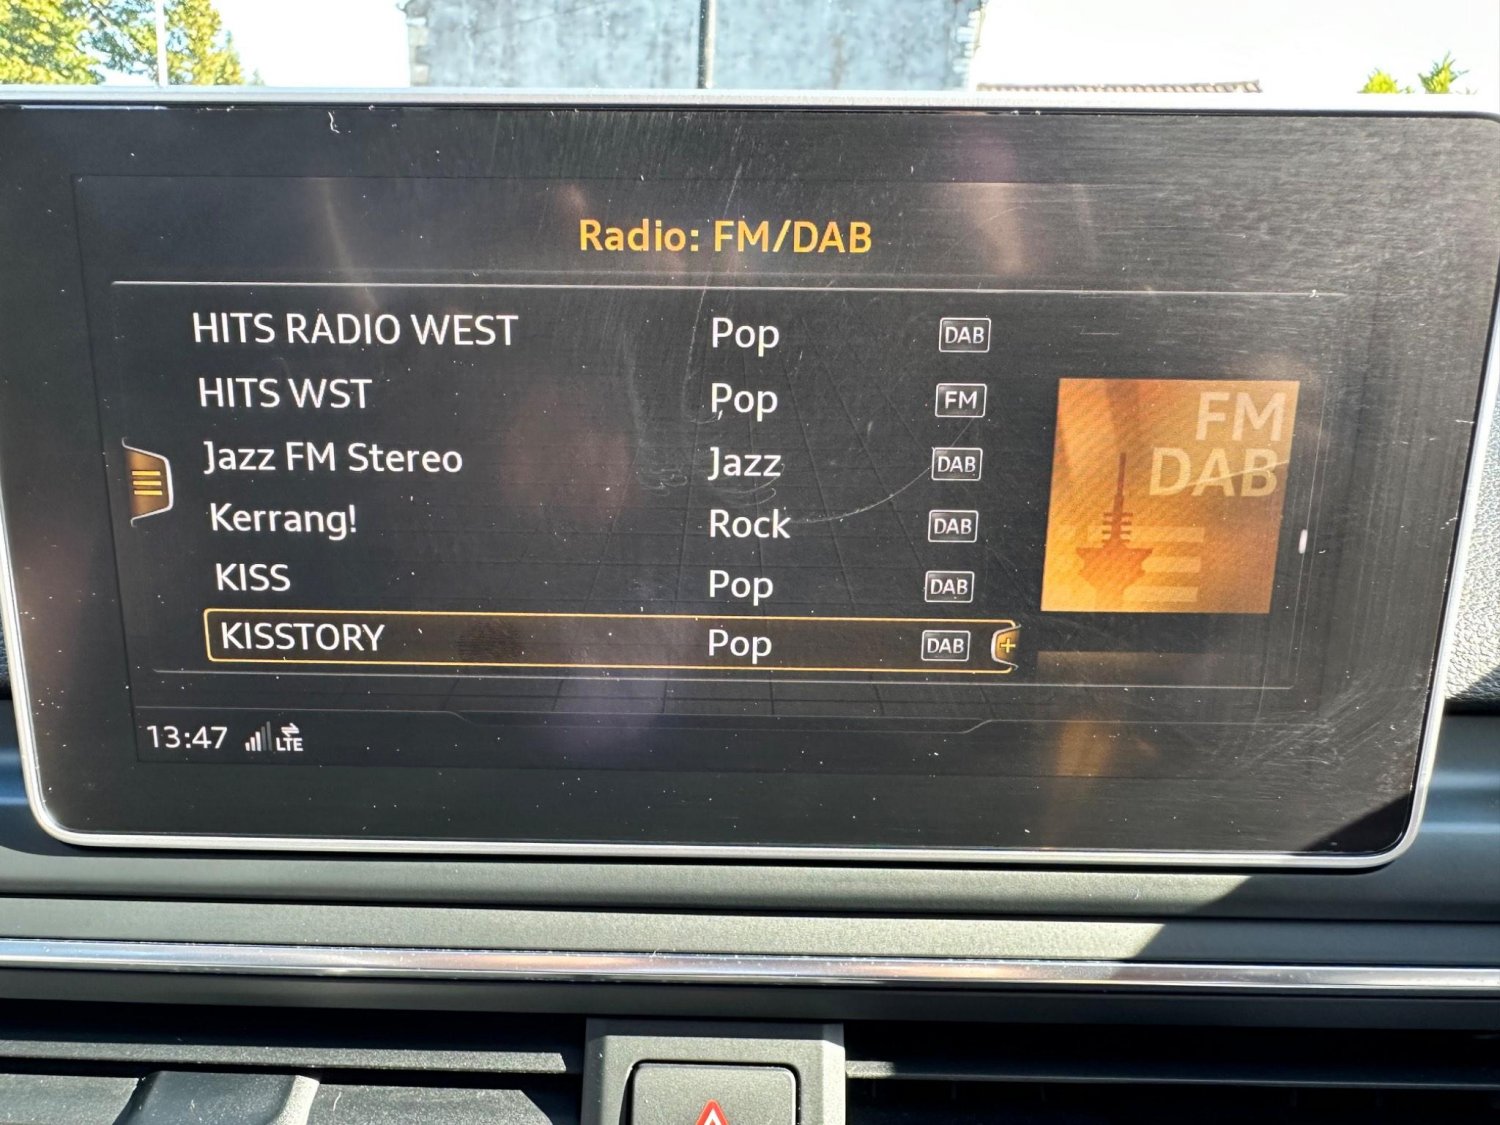 Radio: FM/DAB
HITS RADIO WEST Pop DAB
HITS WST Pop FM
Jazz FM Stereo Jazz DAB
Kerrang! Rock DAB
KISS Pop DAB
KISSTORY Pop DAB +
FM
DAB
13:47 LTE